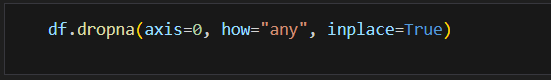 df.dropna(axis=0, how="any", inplace=True)